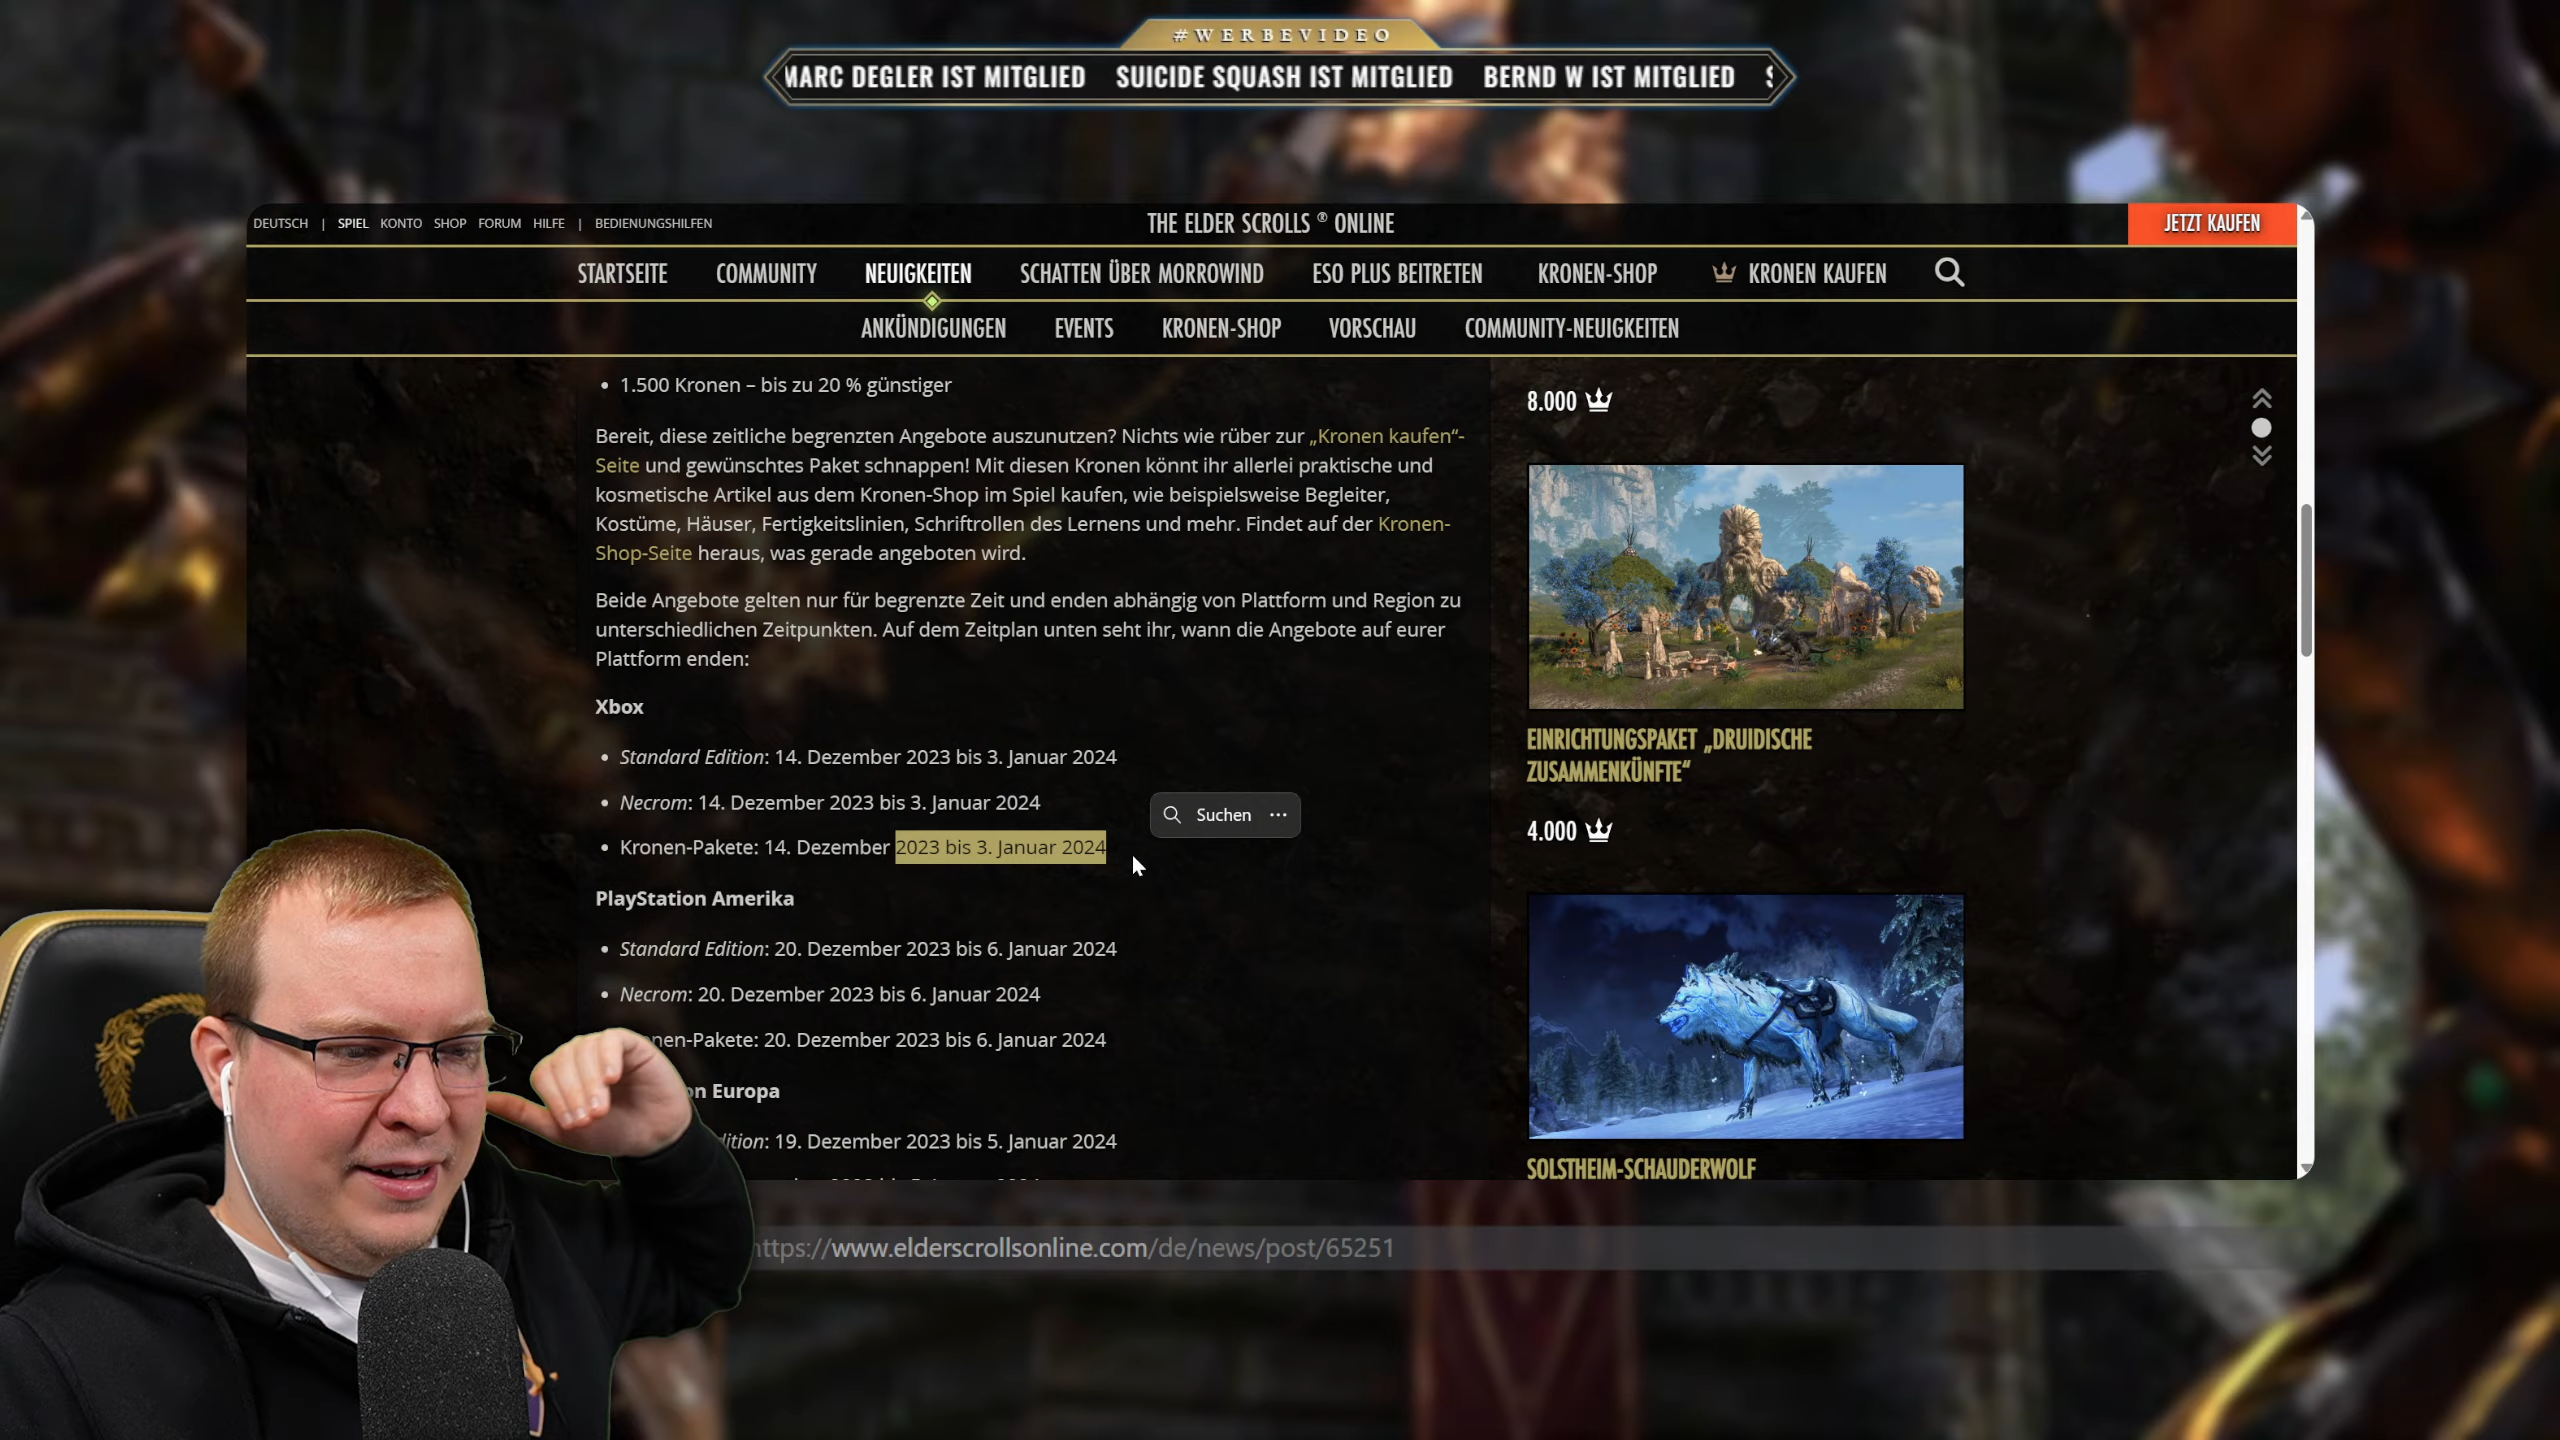 #WERBEVIDEO
MARC DEGLER IST MITGLIED SUICIDE SQUASH IST MITGLIED BERND W IST MITGLIED
DEUTSCH | SPIEL KONTO SHOP FORUM HILFE | BEDIENUNGSHILFEN
THE ELDER SCROLLS ® ONLINE
JETZT KAUFEN
STARTSEITE COMMUNITY NEUIGKEITEN SCHATTEN ÜBER MORROWIND ESO PLUS BEITRETEN KRONEN-SHOP KRONEN KAUFEN
ANKÜNDIGUNGEN EVENTS KRONEN-SHOP VORSCHAU COMMUNITY-NEUIGKEITEN
• 1.500 Kronen – bis zu 20 % günstiger
Bereit, diese zeitliche begrenzten Angebote auszunutzen? Nichts wie rüber zur „Kronen kaufen“-
Seite und gewünschtes Paket schnappen! Mit diesen Kronen könnt ihr allerlei praktische und
kosmetische Artikel aus dem Kronen-Shop im Spiel kaufen, wie beispielsweise Begleiter,
Kostüme, Häuser, Fertigkeitslinien, Schriftrollen des Lernens und mehr. Findet auf der Kronen-
Shop-Seite heraus, was gerade angeboten wird.
Beide Angebote gelten nur für begrenzte Zeit und enden abhängig von Plattform und Region zu
unterschiedlichen Zeitpunkten. Auf dem Zeitplan unten seht ihr, wann die Angebote auf eurer
Plattform enden:
Xbox
• Standard Edition: 14. Dezember 2023 bis 3. Januar 2024
• Necrom: 14. Dezember 2023 bis 3. Januar 2024
Suchen ···
• Kronen-Pakete: 14. Dezember 2023 bis 3. Januar 2024
PlayStation Amerika
• Standard Edition: 20. Dezember 2023 bis 6. Januar 2024
• Necrom: 20. Dezember 2023 bis 6. Januar 2024
nen-Pakete: 20. Dezember 2023 bis 6. Januar 2024
on Europa
ition: 19. Dezember 2023 bis 5. Januar 2024
8.000
EINRICHTUNGSPAKET „DRUIDISCHE
ZUSAMMENKÜNFTE“
4.000
SOLSTHEIM-SCHAUDERWOLF
ttps://www.elderscrollsonline.com/de/news/post/65251